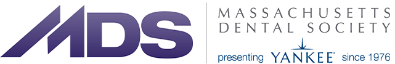 MDS
MASSACHUSETTS
DENTAL SOCIETY
presenting YANKEE since 1976